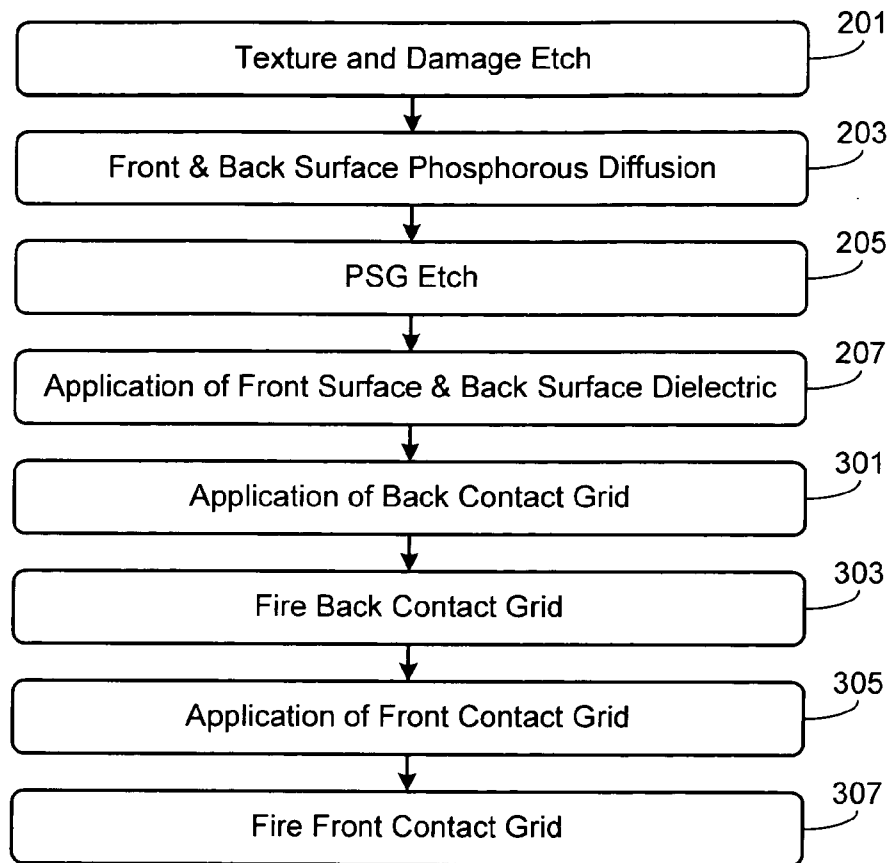 201
Texture and Damage Etch
203
Front & Back Surface Phosphorous Diffusion
205
PSG Etch
207
Application of Front Surface & Back Surface Dielectric
301
Application of Back Contact Grid
303
Fire Back Contact Grid
305
Application of Front Contact Grid
307
Fire Front Contact Grid